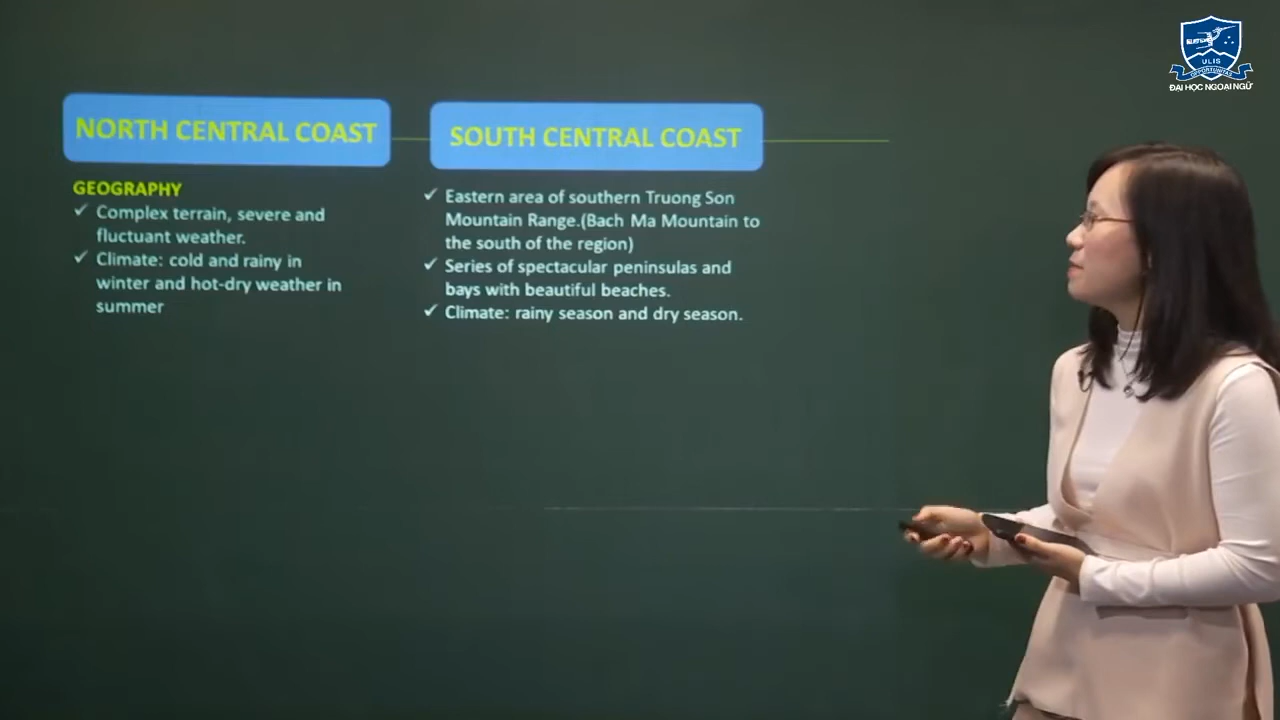 NORTH CENTRAL COAST
GEOGRAPHY
✓ Complex terrain, severe and
fluctuant weather.
✓ Climate: cold and rainy in
winter and hot-dry weather in
summer
SOUTH CENTRAL COAST
✓ Eastern area of southern Truong Son
Mountain Range.(Bach Ma Mountain to
the south of the region)
✓ Series of spectacular peninsulas and
bays with beautiful beaches.
✓ Climate: rainy season and dry season.
ULIS
ĐẠI HỌC NGOẠI NGỮ